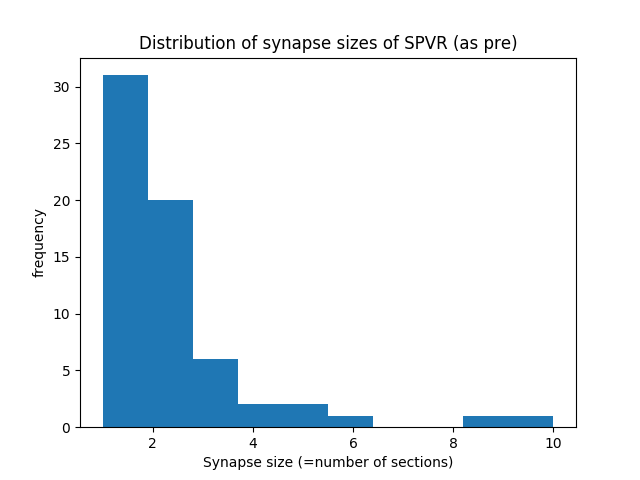 Distribution of synapse sizes of SPVR (as pre)
30
25
20
15
10
5
0
frequency
2 4 6 8 10
Synapse size (=number of sections)